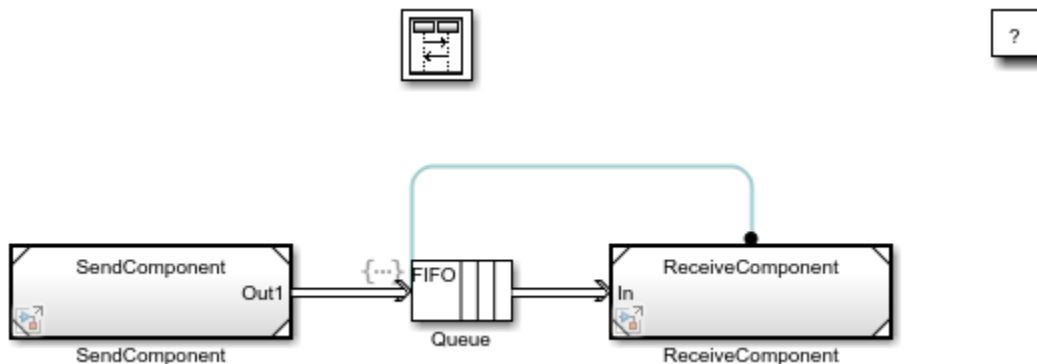 ?
SendComponent
ReceiveComponent
{...}
FIFO
Out1
In
Queue
SendComponent
ReceiveComponent